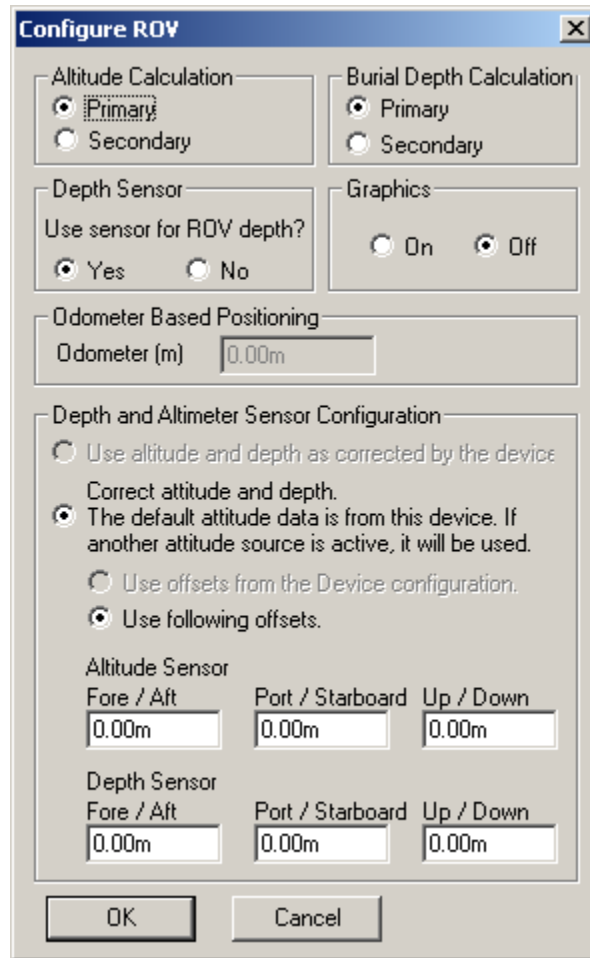 Configure ROV
Altitude Calculation
Primary
Secondary
Burial Depth Calculation
Primary
Secondary
Depth Sensor
Use sensor for ROV depth?
Yes No
Graphics
On Off
Odometer Based Positioning
Odometer (m) 0.00m
Depth and Altimeter Sensor Configuration
Use altitude and depth as corrected by the device
Correct attitude and depth.
The default attitude data is from this device. If
another attitude source is active, it will be used.
Use offsets from the Device configuration.
Use following offsets.
Altitude Sensor
Fore / Aft Port / Starboard Up / Down
0.00m 0.00m 0.00m
Depth Sensor
Fore / Aft Port / Starboard Up / Down
0.00m 0.00m 0.00m
OK Cancel